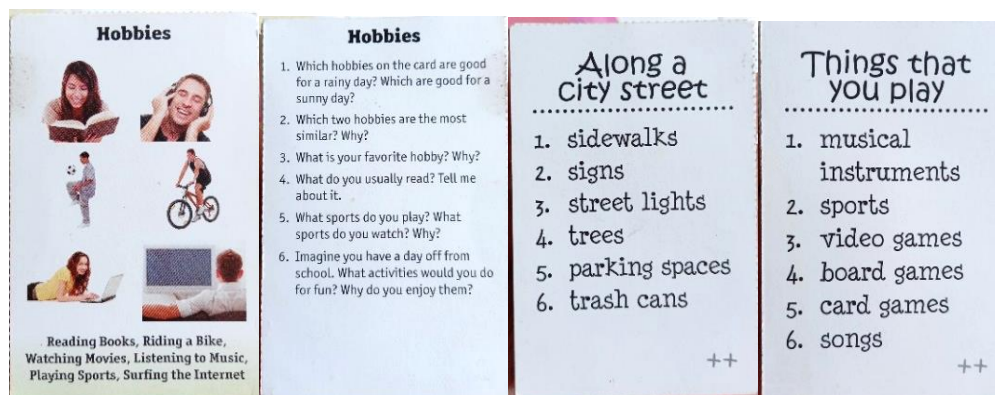 Hobbies
Reading Books, Riding a Bike,
Watching Movies, Listening to Music,
Playing Sports, Surfing the Internet
Hobbies
1. Which hobbies on the card are good
for a rainy day? Which are good for a
sunny day?
2. Which two hobbies are the most
similar? Why?
3. What is your favorite hobby? Why?
4. What do you usually read? Tell me
about it.
5. What sports do you play? What
sports do you watch? Why?
6. Imagine you have a day off from
school. What activities would you do
for fun? Why do you enjoy them?
Along a
city street
1. sidewalks
2. signs
3. street lights
4. trees
5. parking spaces
6. trash cans
++
Things that
you play
1. musical
instruments
2. sports
3. video games
4. board games
5. card games
6. songs
++